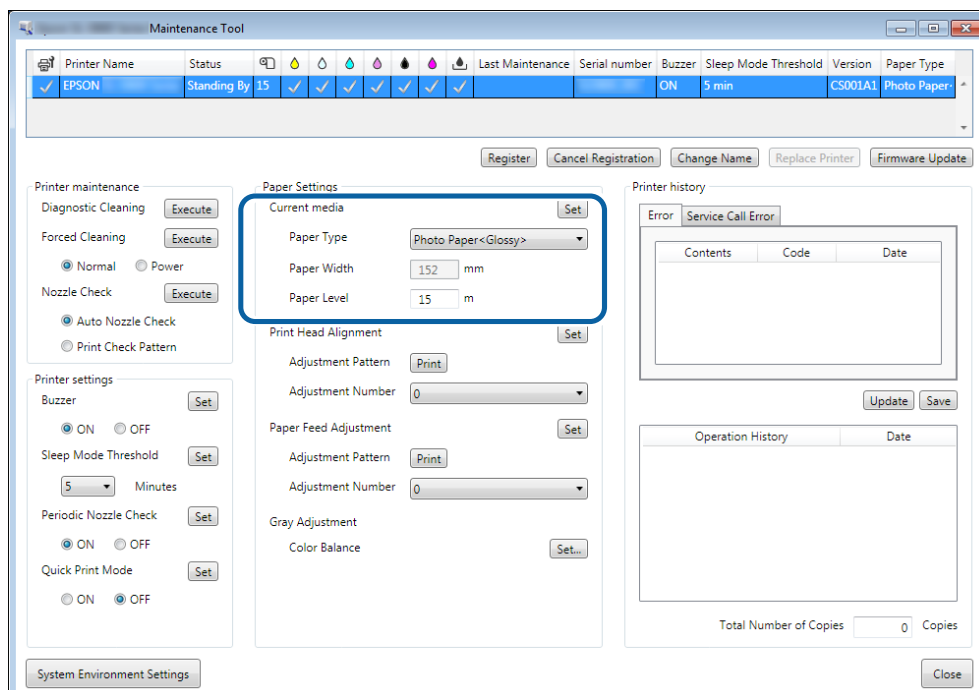 Maintenance Tool
Printer Name Status Last Maintenance Serial number Buzzer Sleep Mode Threshold Version Paper Type
EPSON Standing By 15 ON 5 min CS001A1 Photo Paper
Register Cancel Registration Change Name Replace Printer Firmware Update
Printer maintenance
Diagnostic Cleaning Execute
Forced Cleaning Execute
Normal Power
Nozzle Check Execute
Auto Nozzle Check
Print Check Pattern
Printer settings
Buzzer Set
ON OFF
Sleep Mode Threshold Set
5 Minutes
Periodic Nozzle Check Set
ON OFF
Quick Print Mode Set
ON OFF
Paper Settings
Current media Set
Paper Type Photo Paper<Glossy>
Paper Width 152 mm
Paper Level 15 m
Print Head Alignment Set
Adjustment Pattern Print
Adjustment Number 0
Paper Feed Adjustment Set
Adjustment Pattern Print
Adjustment Number 0
Gray Adjustment
Color Balance Set...
Printer history
Error Service Call Error
Contents Code Date
Update Save
Operation History Date
Total Number of Copies 0 Copies
System Environment Settings Close